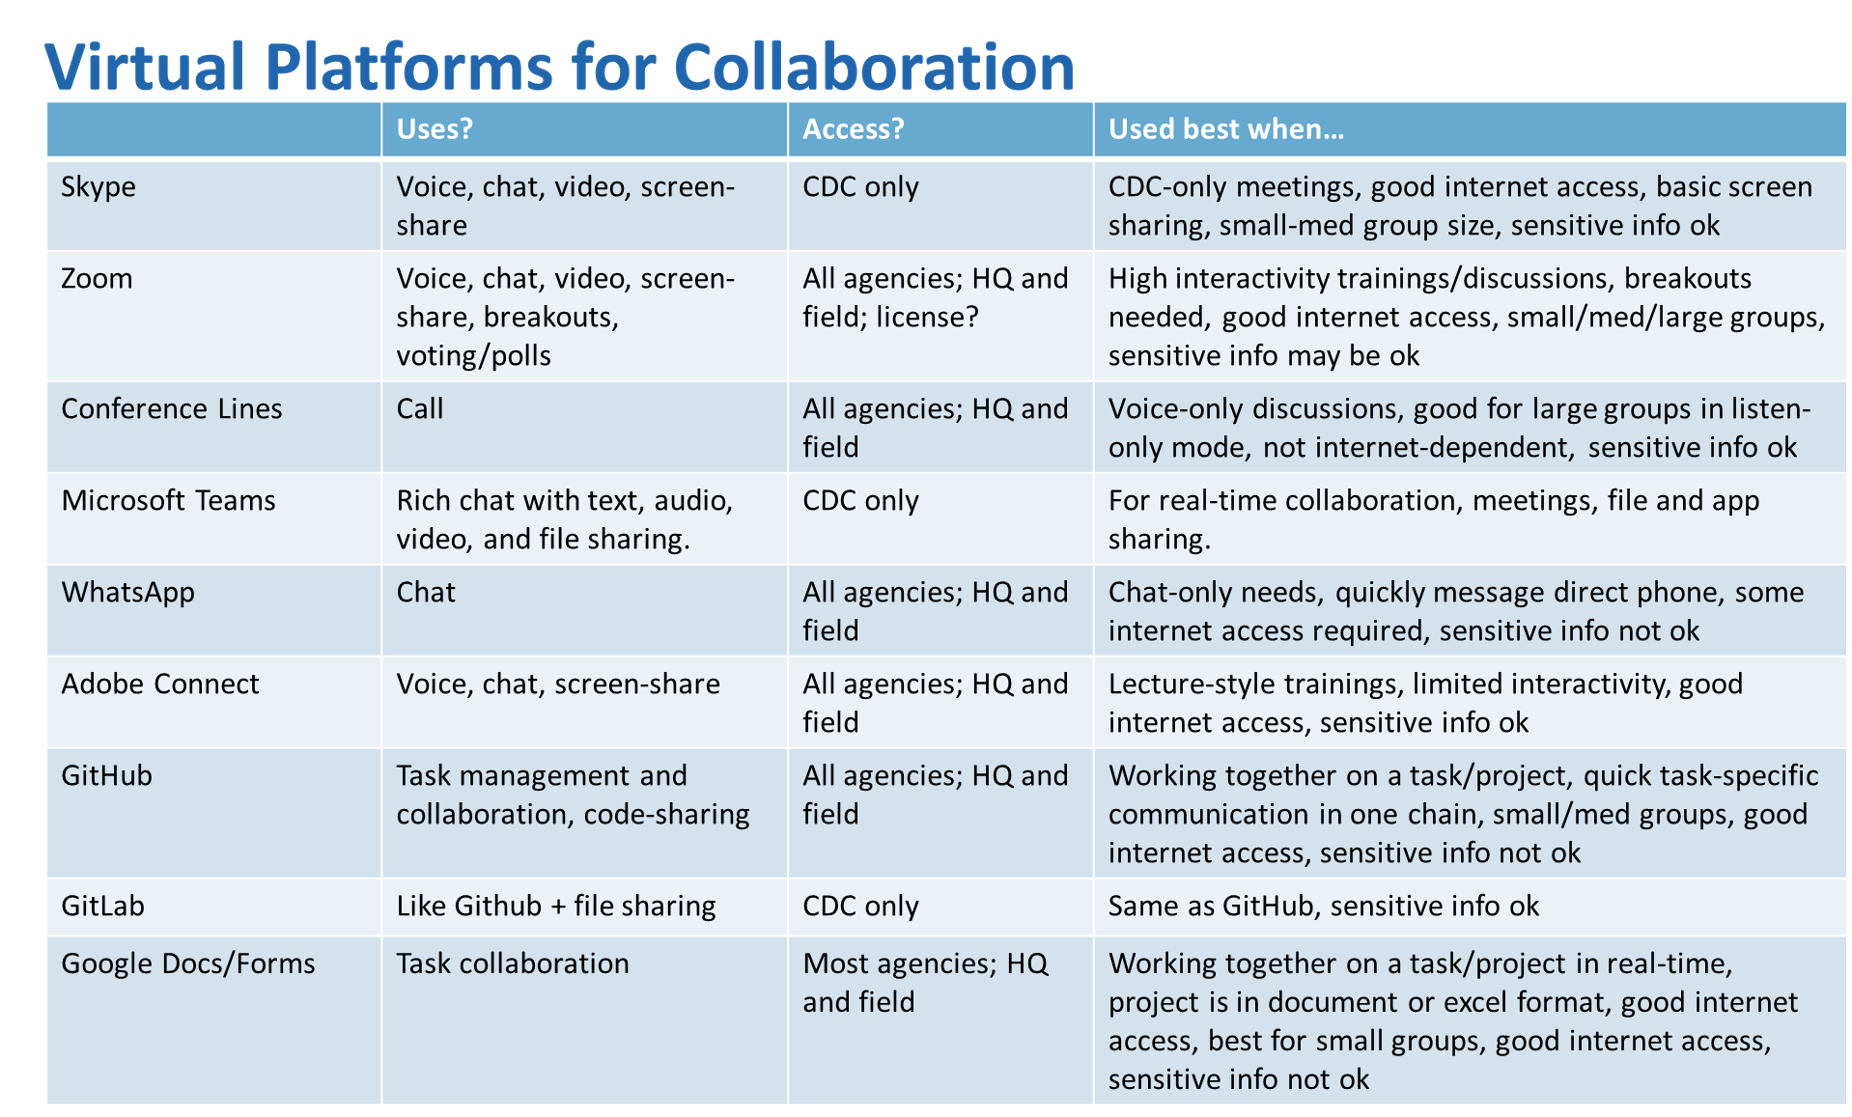 Virtual Platforms for Collaboration
Uses?
Access?
Used best when…
Skype
Voice, chat, video, screen-
share
CDC only
CDC-only meetings, good internet access, basic screen
sharing, small-med group size, sensitive info ok
Zoom
Voice, chat, video, screen-
share, breakouts,
voting/polls
All agencies; HQ and
field; license?
High interactivity trainings/discussions, breakouts
needed, good internet access, small/med/large groups,
sensitive info may be ok
Conference Lines
Call
All agencies; HQ and
field
Voice-only discussions, good for large groups in listen-
only mode, not internet-dependent, sensitive info ok
Microsoft Teams
Rich chat with text, audio,
video, and file sharing.
CDC only
For real-time collaboration, meetings, file and app
sharing.
WhatsApp
Chat
All agencies; HQ and
field
Chat-only needs, quickly message direct phone, some
internet access required, sensitive info not ok
Adobe Connect
Voice, chat, screen-share
All agencies; HQ and
field
Lecture-style trainings, limited interactivity, good
internet access, sensitive info ok
GitHub
Task management and
collaboration, code-sharing
All agencies; HQ and
field
Working together on a task/project, quick task-specific
communication in one chain, small/med groups, good
internet access, sensitive info not ok
GitLab
Like Github + file sharing
CDC only
Same as GitHub, sensitive info ok
Google Docs/Forms
Task collaboration
Most agencies; HQ
and field
Working together on a task/project in real-time,
project is in document or excel format, good internet
access, best for small groups, good internet access,
sensitive info not ok